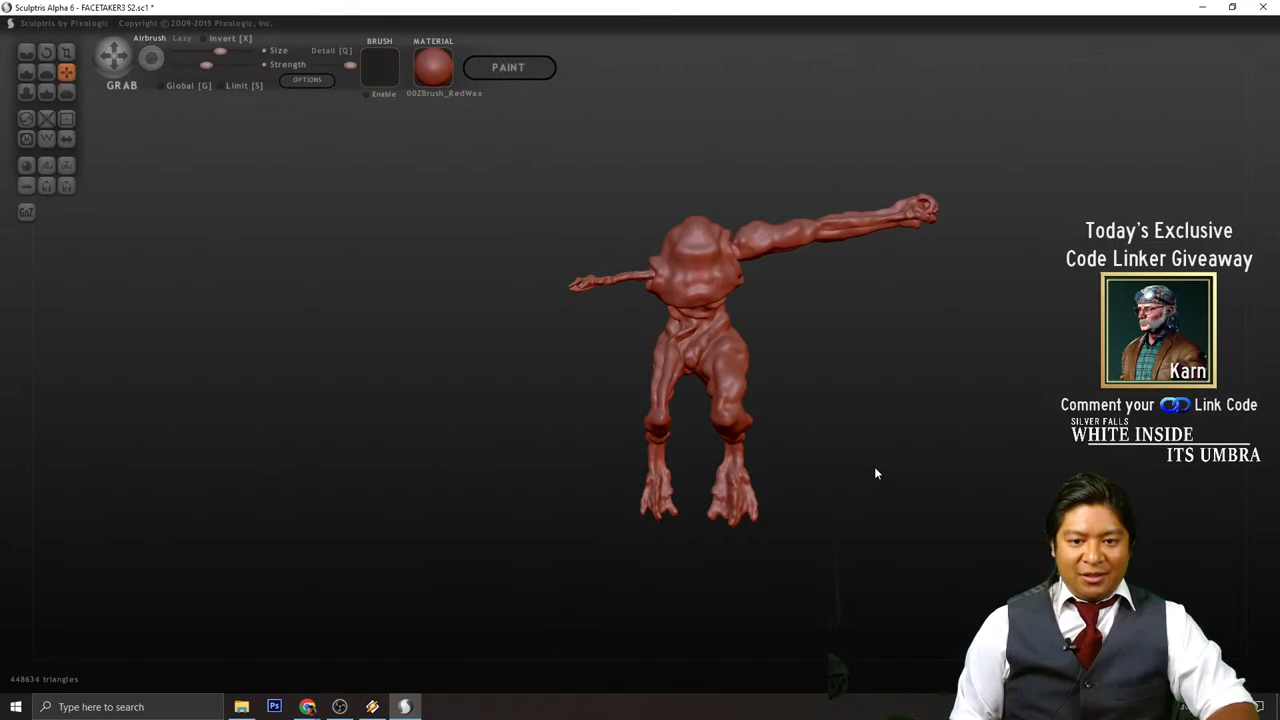 Sculptris Alpha 6 - FACETAKER3 S2.sc1 *
Sculptris by Pixologic Copyright ©2009-2015 Pixologic, Inc.
Airbrush Lazy Invert [X]
BRUSH
MATERIAL
Size
Detail [Q]
Strength
PAINT
OPTIONS
GRAB
Global [G] Limit [S]
Enable
00ZBrush_RedWax
GoZ
Today's Exclusive
Code Linker Giveaway
Karn
Comment your Link Code
SILVER FALLS
WHITE INSIDE
ITS UMBRA
448634 triangles
Type here to search